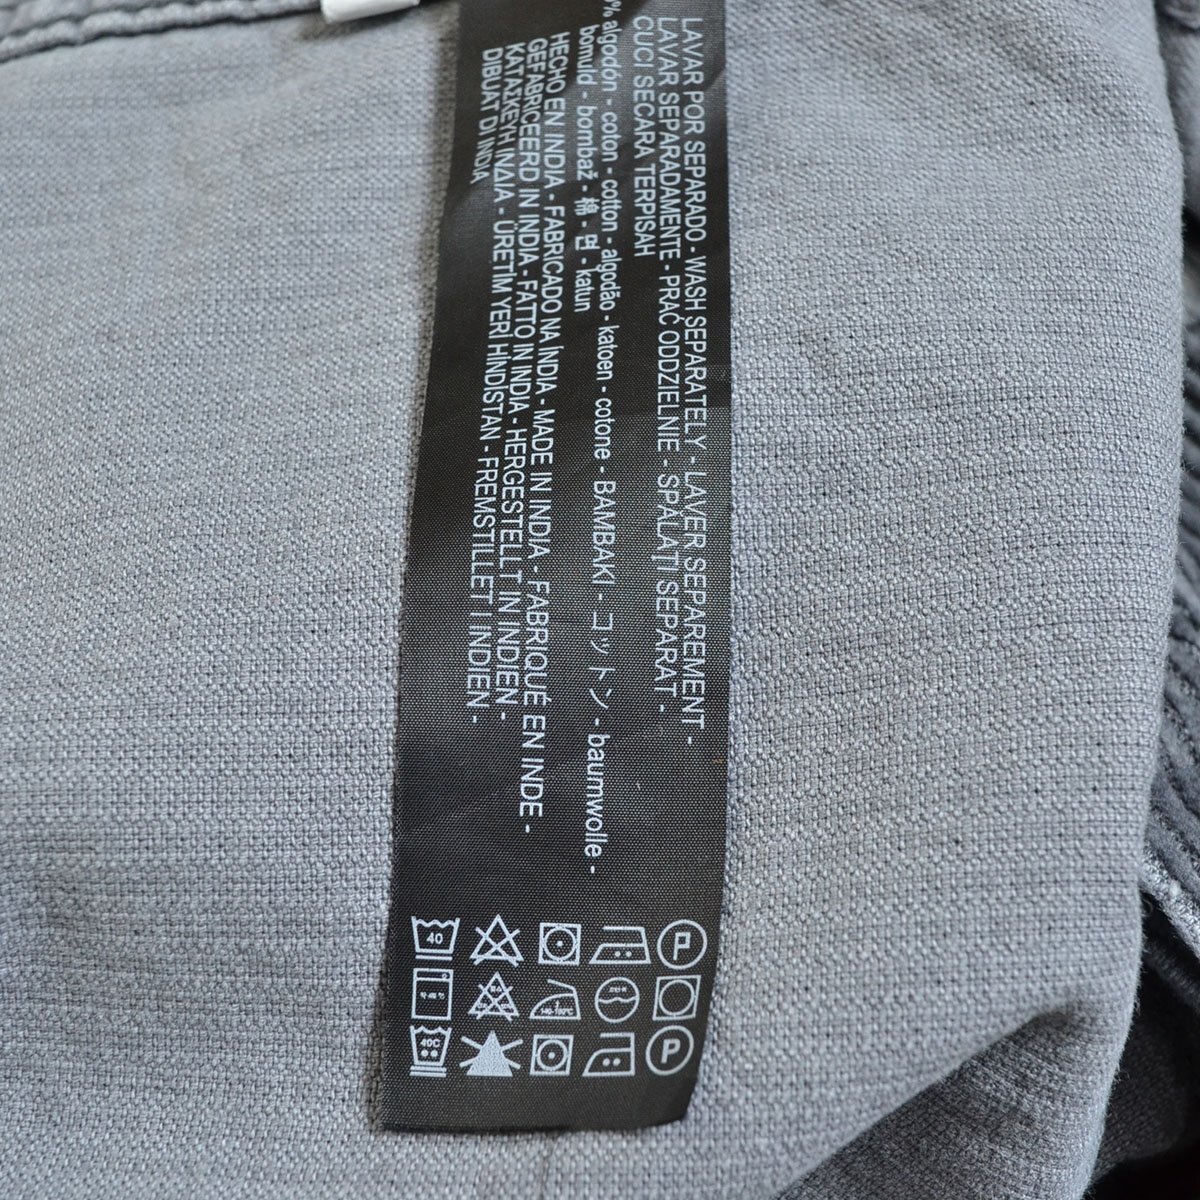 LAVAR POR SEPARADO - WASH SEPARATELY - LAVER SEPAREMENT -
LAVAR SEPARADAMENTE - PRAĆ ODDZIELNIE - SPĂLAȚI SEPARAT -
CUCI SECARA TERPISAH
% algodón - coton - cotton - algodão - katoen - cotone - BAMBAKI - コットン - baumwolle -
bomuld - bombaž - 棉 - 면 - katun
HECHO EN INDIA - FABRICADO NA ÍNDIA - MADE IN INDIA - FABRIQUÉ EN INDE -
GEFABRICEERD IN INDIA - FATTO IN INDIA - HERGESTELLT IN INDIEN -
ΚΑΤΑΣΚΕΥΗ ΙΝΔΙΑ - ÜRETİM YERİ HİNDİSTAN - FREMSTILLET INDIEN -
DIBUAT DI INDIA
40 P
140-160°C
40C P